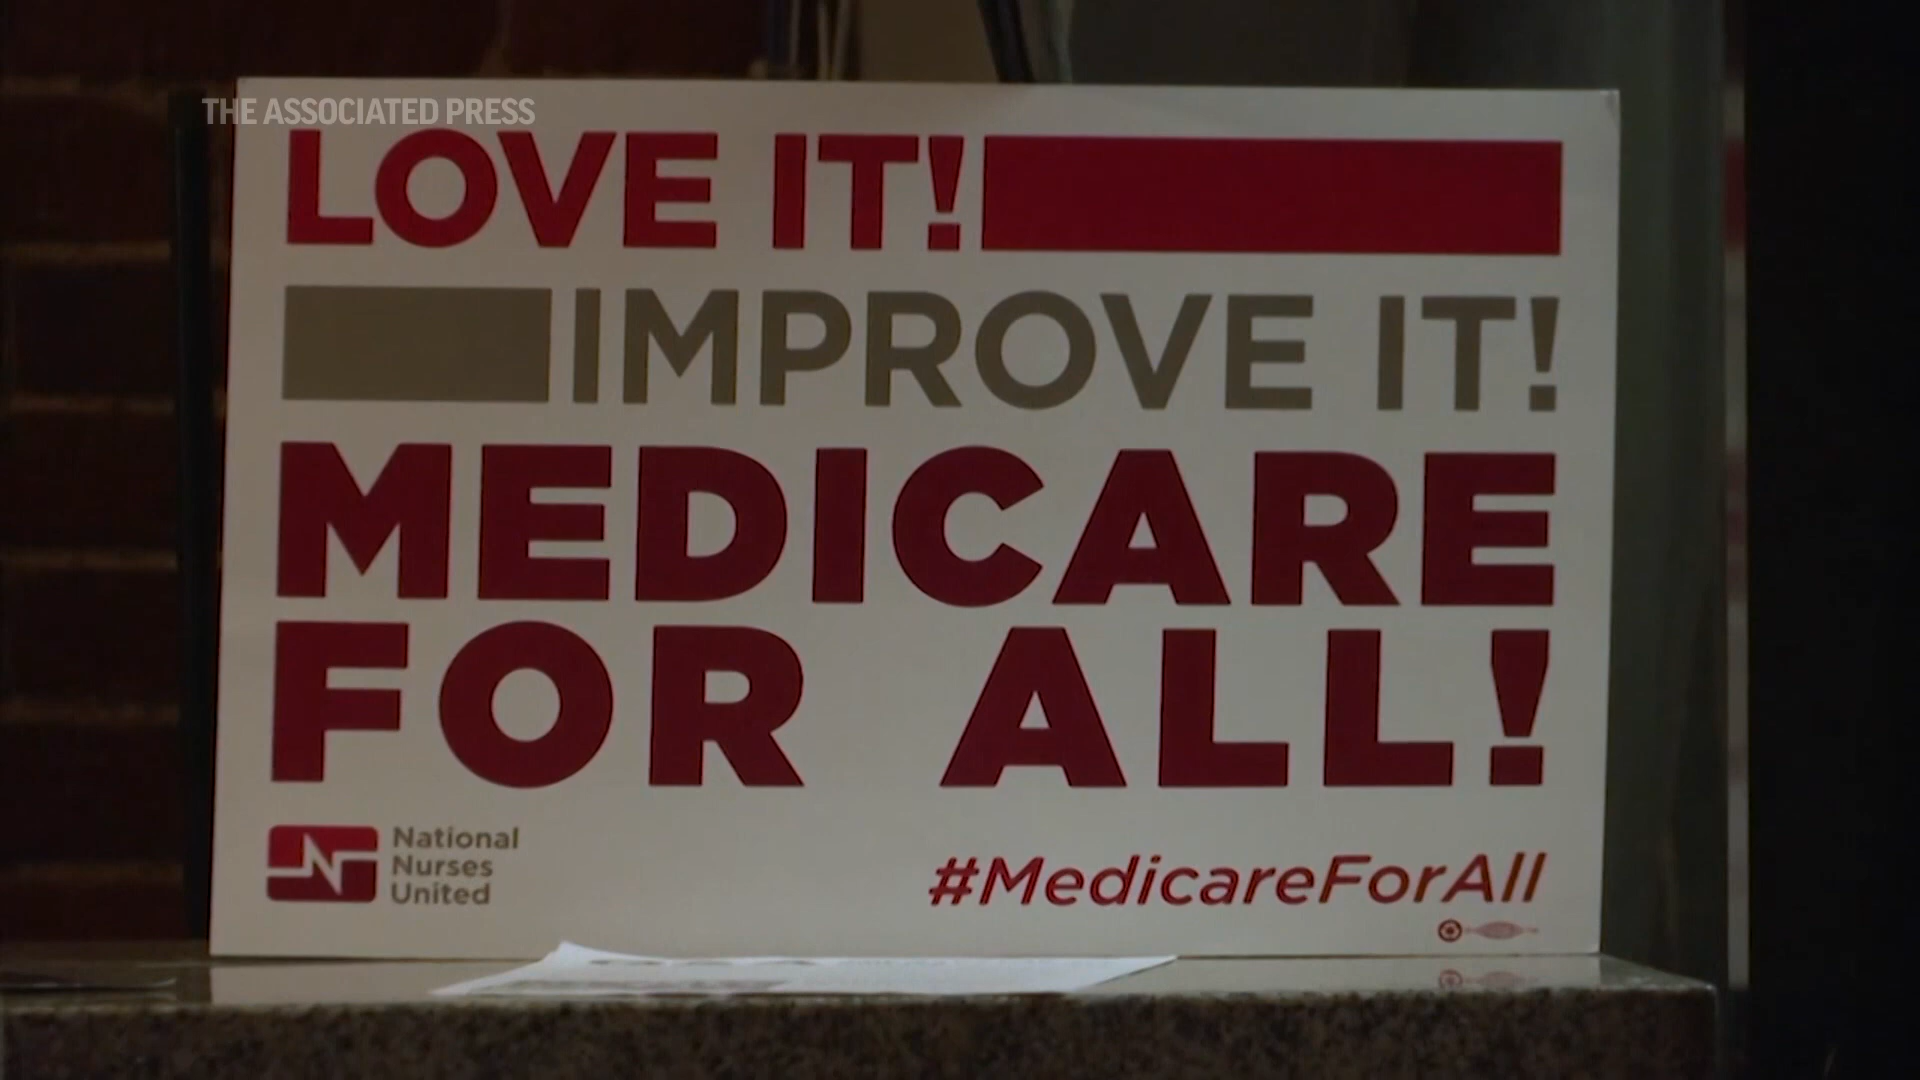 THE ASSOCIATED PRESS
LOVE IT!
IMPROVE IT!
MEDICARE
FOR ALL!
National
Nurses
United
#MedicareForAll